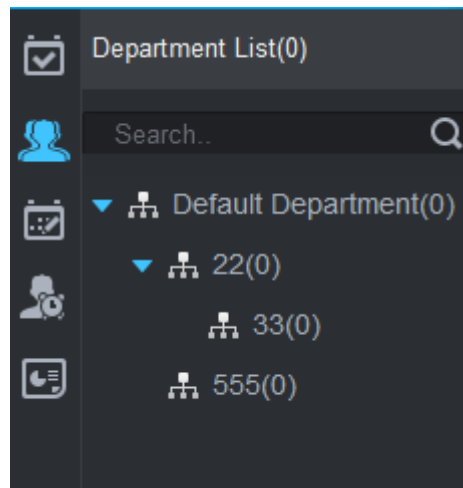 Department List(0)
Search..
Default Department(0)
22(0)
33(0)
555(0)